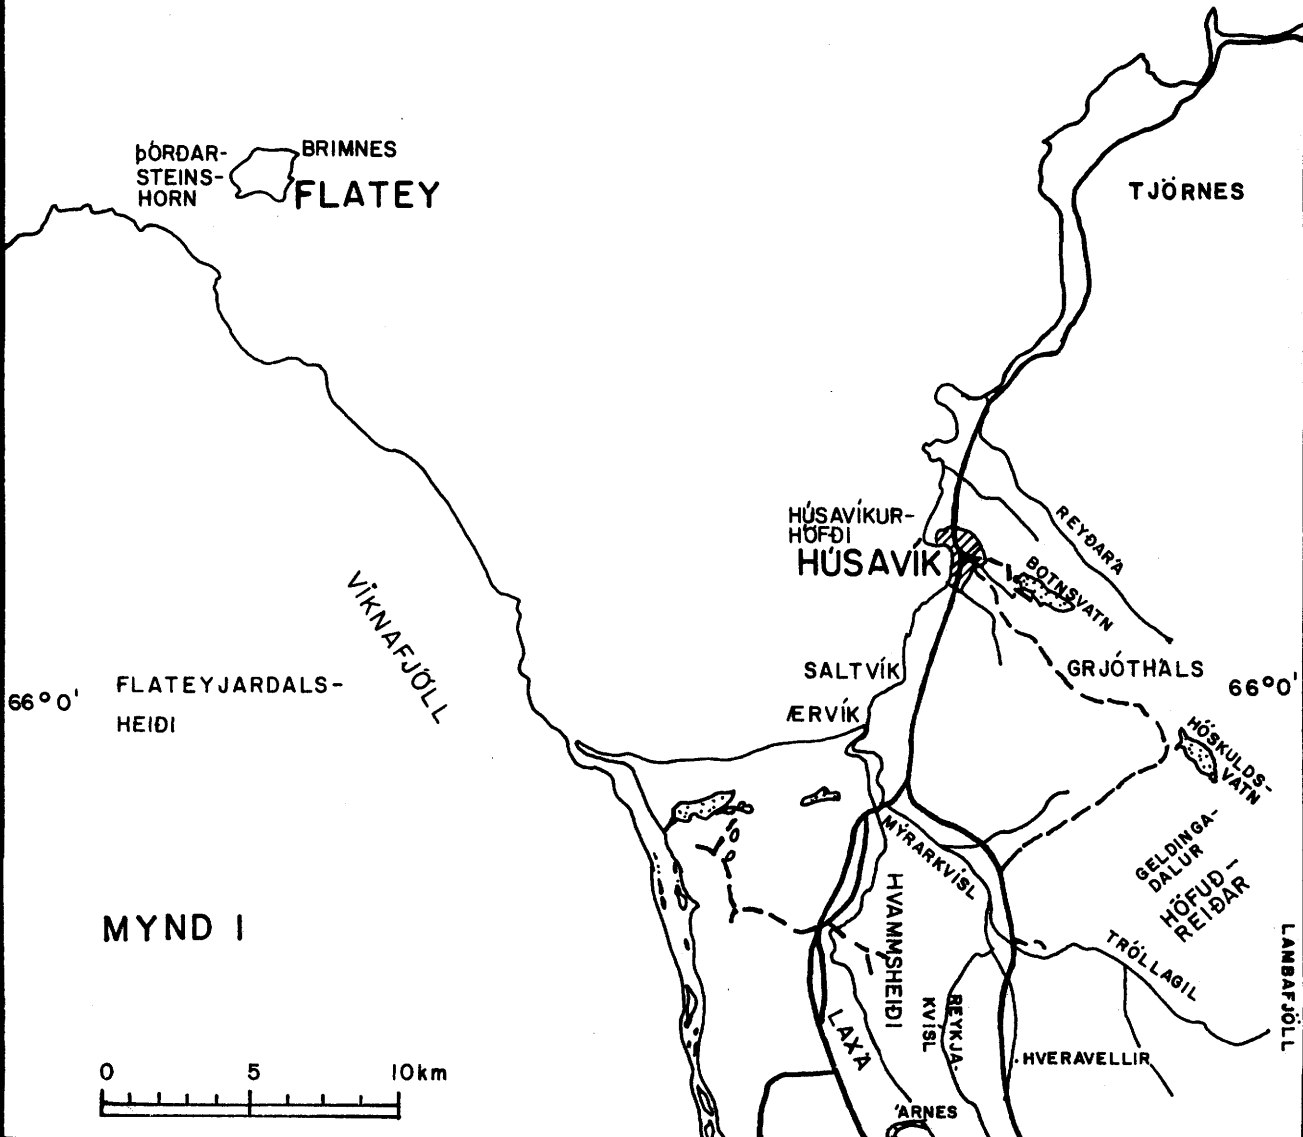 ÞÓRÐAR-
STEINS-
HORN
BRIMNES
FLATEY
TJÖRNES
HÚSAVÍKUR-
HÖFÐI
HÚSAVÍK
REYÐARÁ
BOTNSVATN
VÍKNAFJÖLL
FLATEYJARDALS-
HEIÐI
66°0'
SALTVÍK
GRJÓTHÁLS
66°0'
ÆRVÍK
HÖSKULDS-
VATN
MÝRARKVÍSL
GELDINGA-
DALUR
HÖFUÐ-
REIÐAR
MYND I
HVAMMSHEIÐI
TRÖLLAGIL
LAMBAFJÖLL
REYKJA-
KVÍSL
LAXÁ
HVERAVELLIR
0 5 10 km
ÁRNES